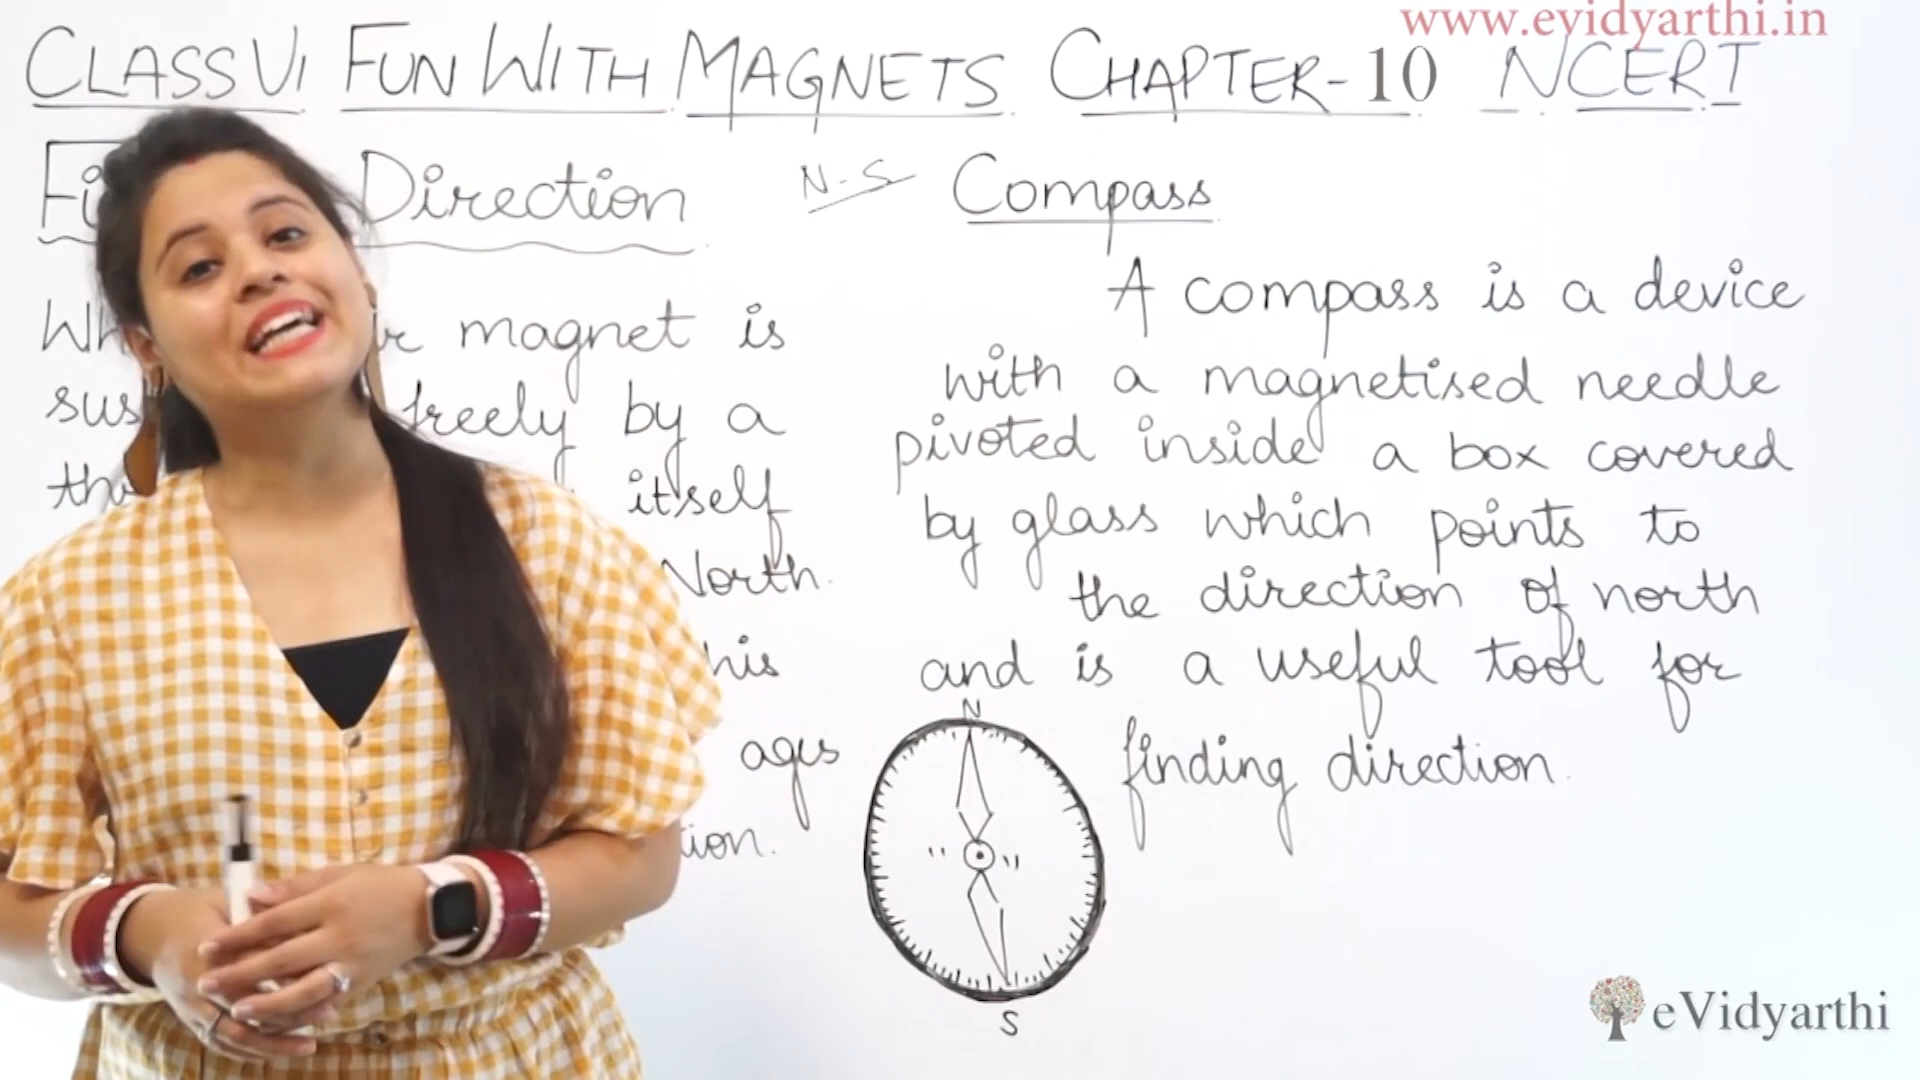 www.evidyarthi.in
CLASS VI FUN WITH MAGNETS CHAPTER-10 NCERT
Direction
N-S
magnet is
freely by a
itself
North.
ages
Compass
A compass is a device
with a magnetised needle
pivoted inside a box covered
by glass which points to
the direction of north
and is a useful tool for
finding direction.
N
S
eVidyarthi